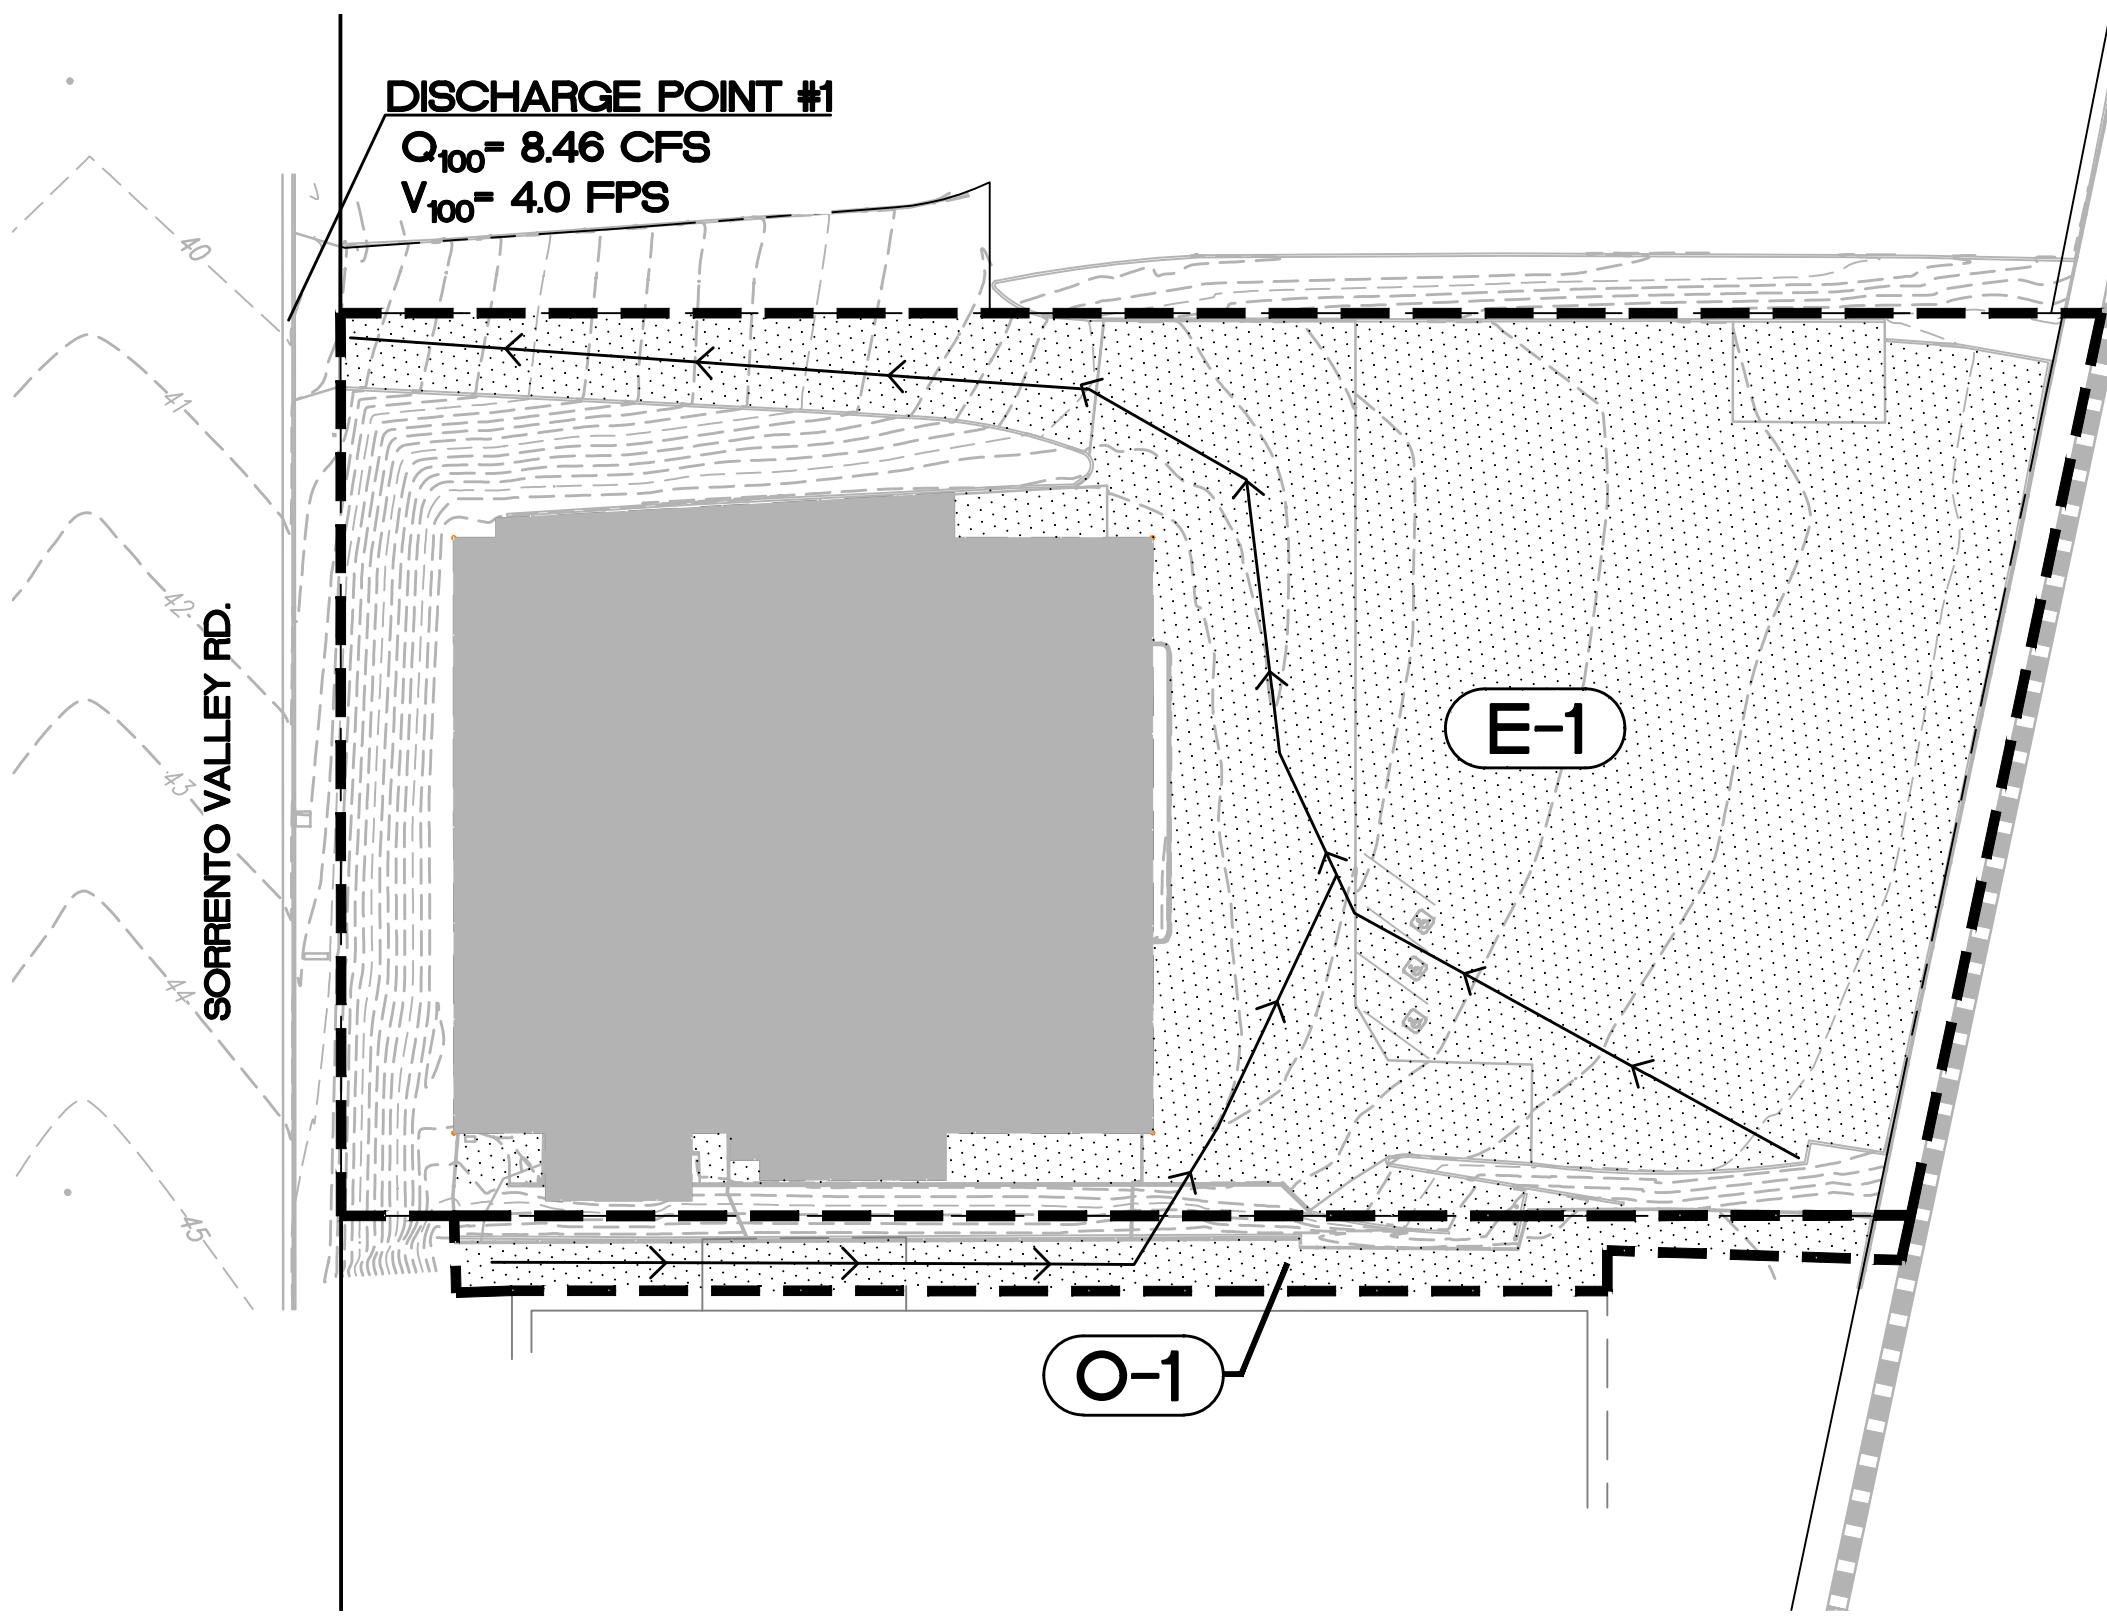 DISCHARGE POINT #1
Q100= 8.46 CFS
V100= 4.0 FPS
40
41
42
43
44
45
SORRENTO VALLEY RD.
E-1
O-1